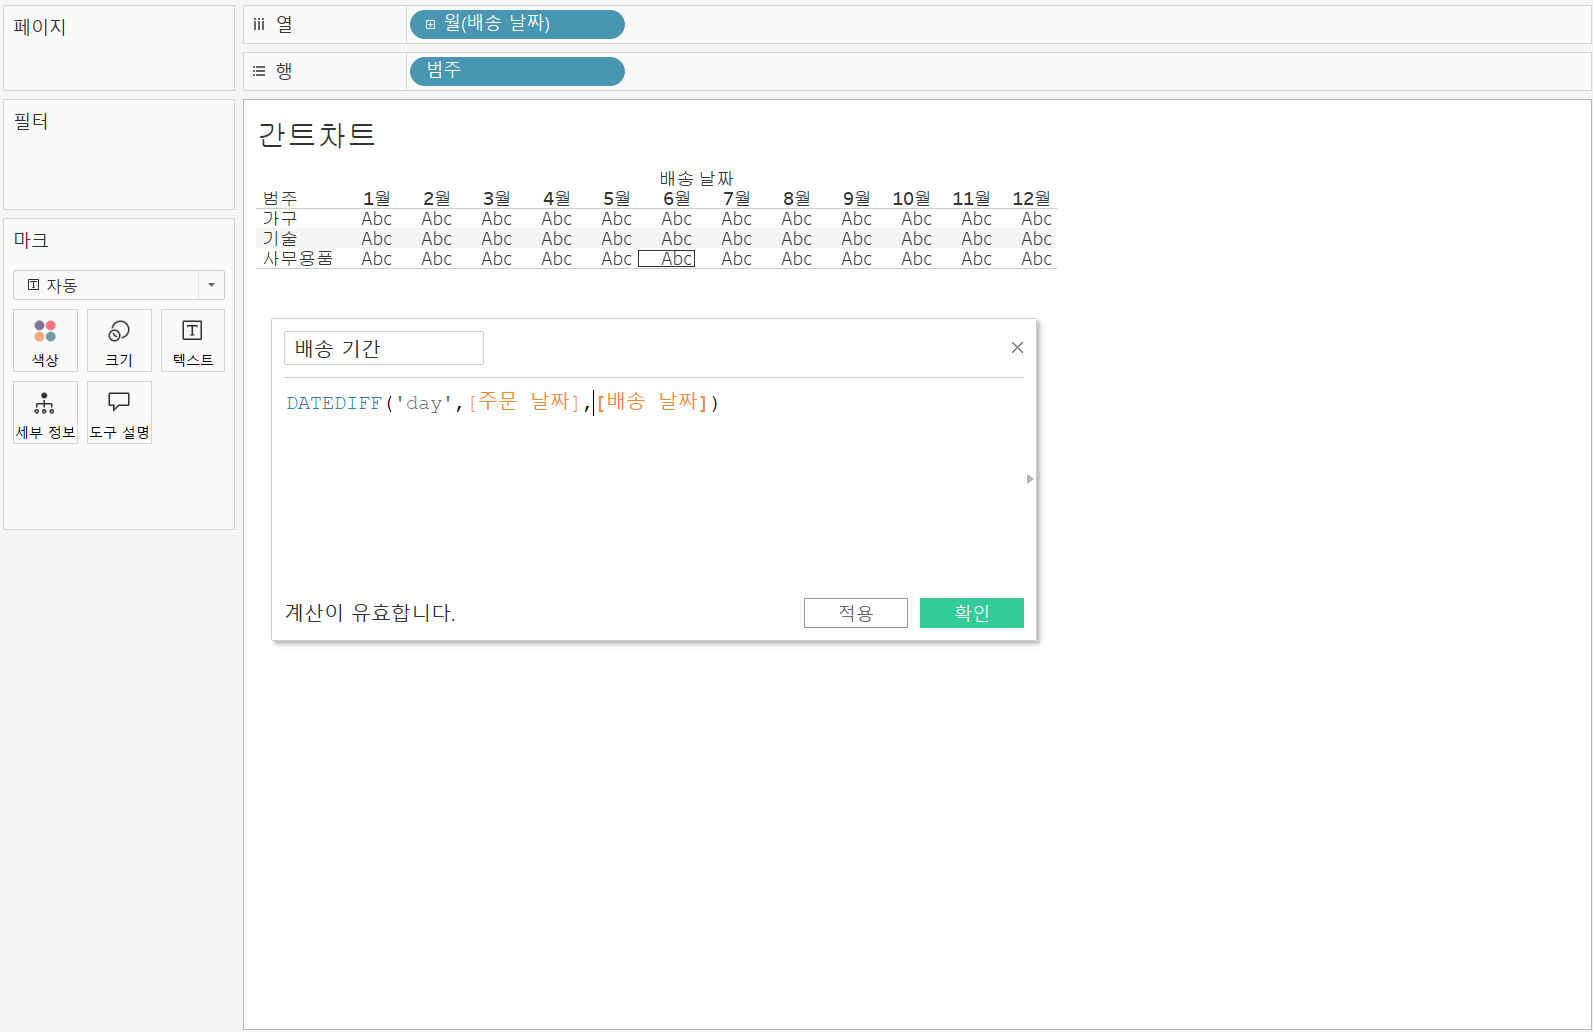 페이지
열
월(배송 날짜)
행
범주
필터
마크
자동
색상
크기
텍스트
세부 정보
도구 설명
간트차트
배송 날짜
범주 1월 2월 3월 4월 5월 6월 7월 8월 9월 10월 11월 12월
가구 Abc Abc Abc Abc Abc Abc Abc Abc Abc Abc Abc Abc
기술 Abc Abc Abc Abc Abc Abc Abc Abc Abc Abc Abc Abc
사무용품 Abc Abc Abc Abc Abc Abc Abc Abc Abc Abc Abc Abc
배송 기간
DATEDIFF('day',[주문 날짜],[배송 날짜])
계산이 유효합니다.
적용
확인